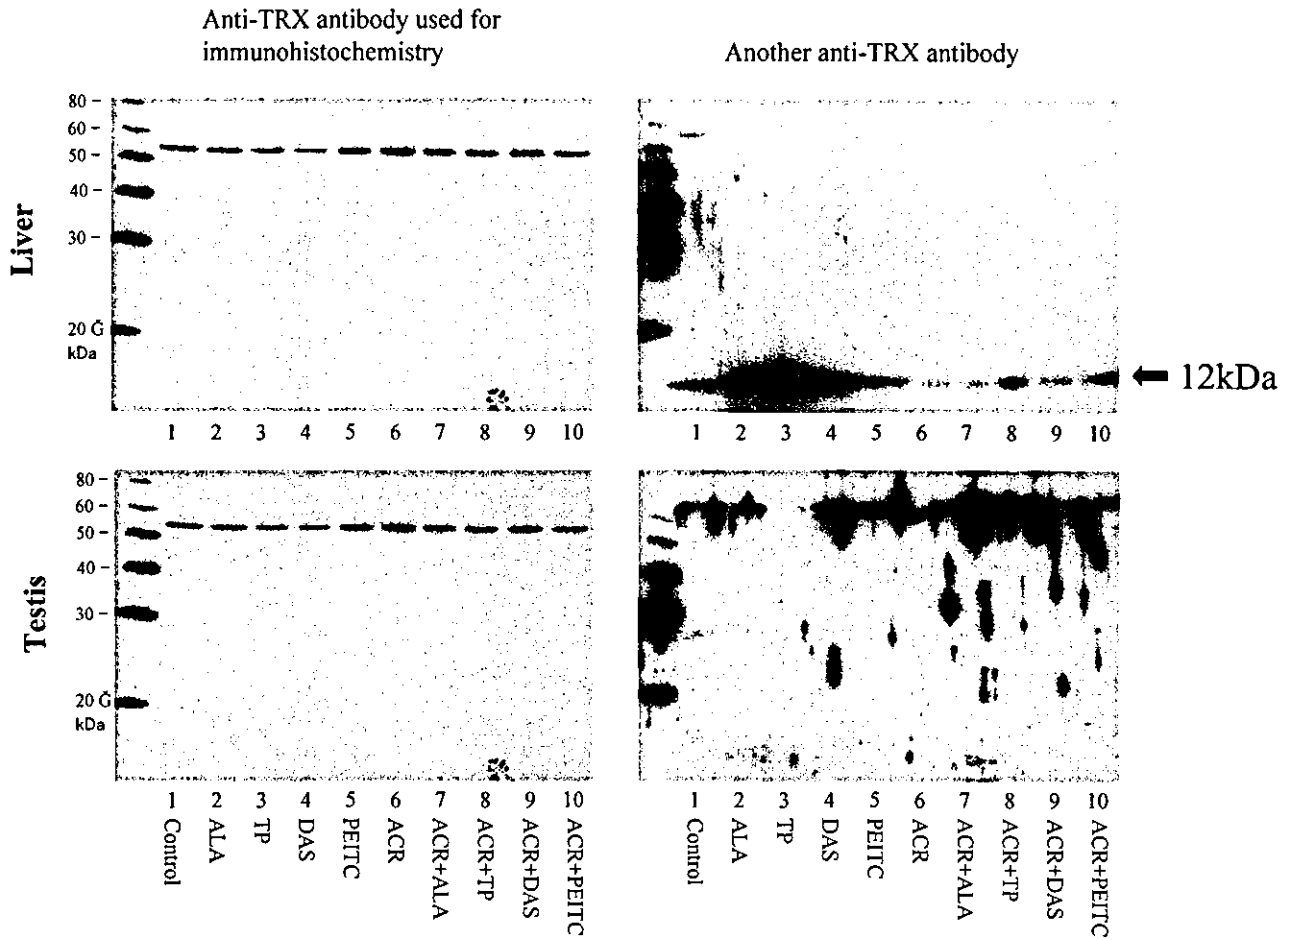 Anti-TRX antibody used for
immunohistochemistry
Another anti-TRX antibody
Liver
80 –
60 –
50 –
40 –
30 –
20 Ğ
kDa
12kDa
1 2 3 4 5 6 7 8 9 10
1 2 3 4 5 6 7 8 9 10
Testis
80 –
60 –
50 –
40 –
30 –
20 Ğ
kDa
1 Control
2 ALA
3 TP
4 DAS
5 PEITC
6 ACR
7 ACR+ALA
8 ACR+TP
9 ACR+DAS
10 ACR+PEITC
1 Control
2 ALA
3 TP
4 DAS
5 PEITC
6 ACR
7 ACR+ALA
8 ACR+TP
9 ACR+DAS
10 ACR+PEITC